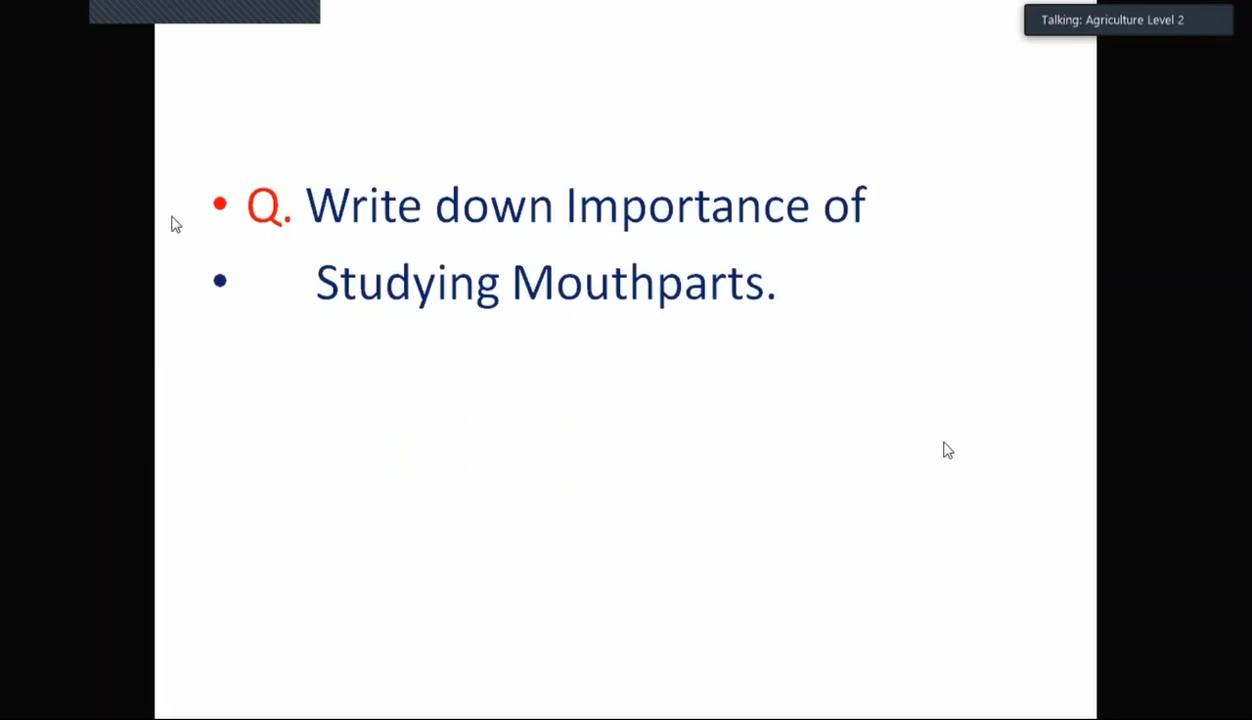 Talking: Agriculture Level 2
• Q. Write down Importance of
• Studying Mouthparts.